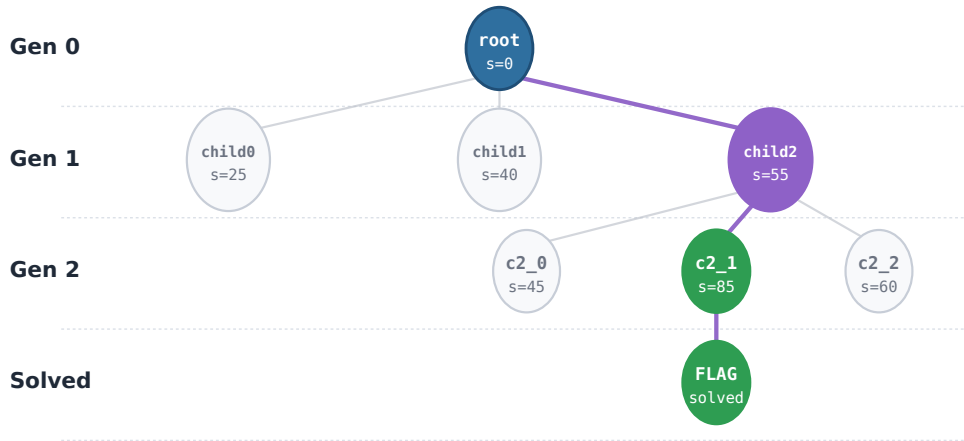 Gen 0
root
s=0
Gen 1
child0
s=25
child1
s=40
child2
s=55
Gen 2
c2_0
s=45
c2_1
s=85
c2_2
s=60
Solved
FLAG
solved